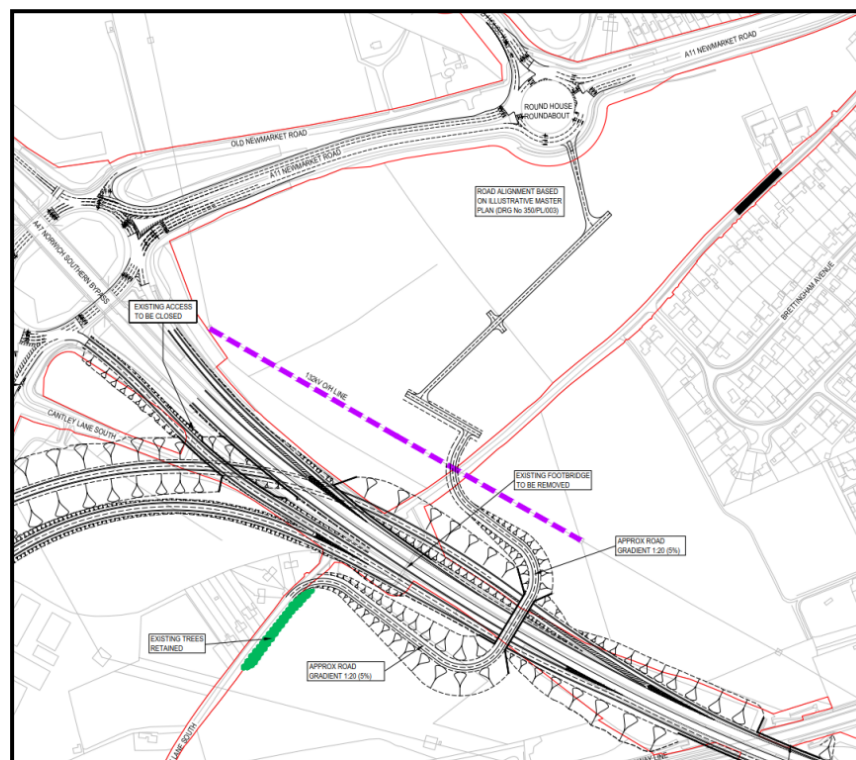 A11 NEWMARKET ROAD
ROUND HOUSE
ROUNDABOUT
OLD NEWMARKET ROAD
A11 NEWMARKET ROAD
ROAD ALIGNMENT BASED
ON ILLUSTRATIVE MASTER
PLAN (DRG No 350/PL/003)
A47 NORWICH SOUTHERN BYPASS
BRETTINGHAM AVENUE
EXISTING ACCESS
TO BE CLOSED
132kV O/H LINE
CANTLEY LANE SOUTH
EXISTING FOOTBRIDGE
TO BE REMOVED
APPROX ROAD
GRADIENT 1:20 (5%)
EXISTING TREES
RETAINED
APPROX ROAD
GRADIENT 1:20 (5%)
LANE SOUTH
WAY LINE